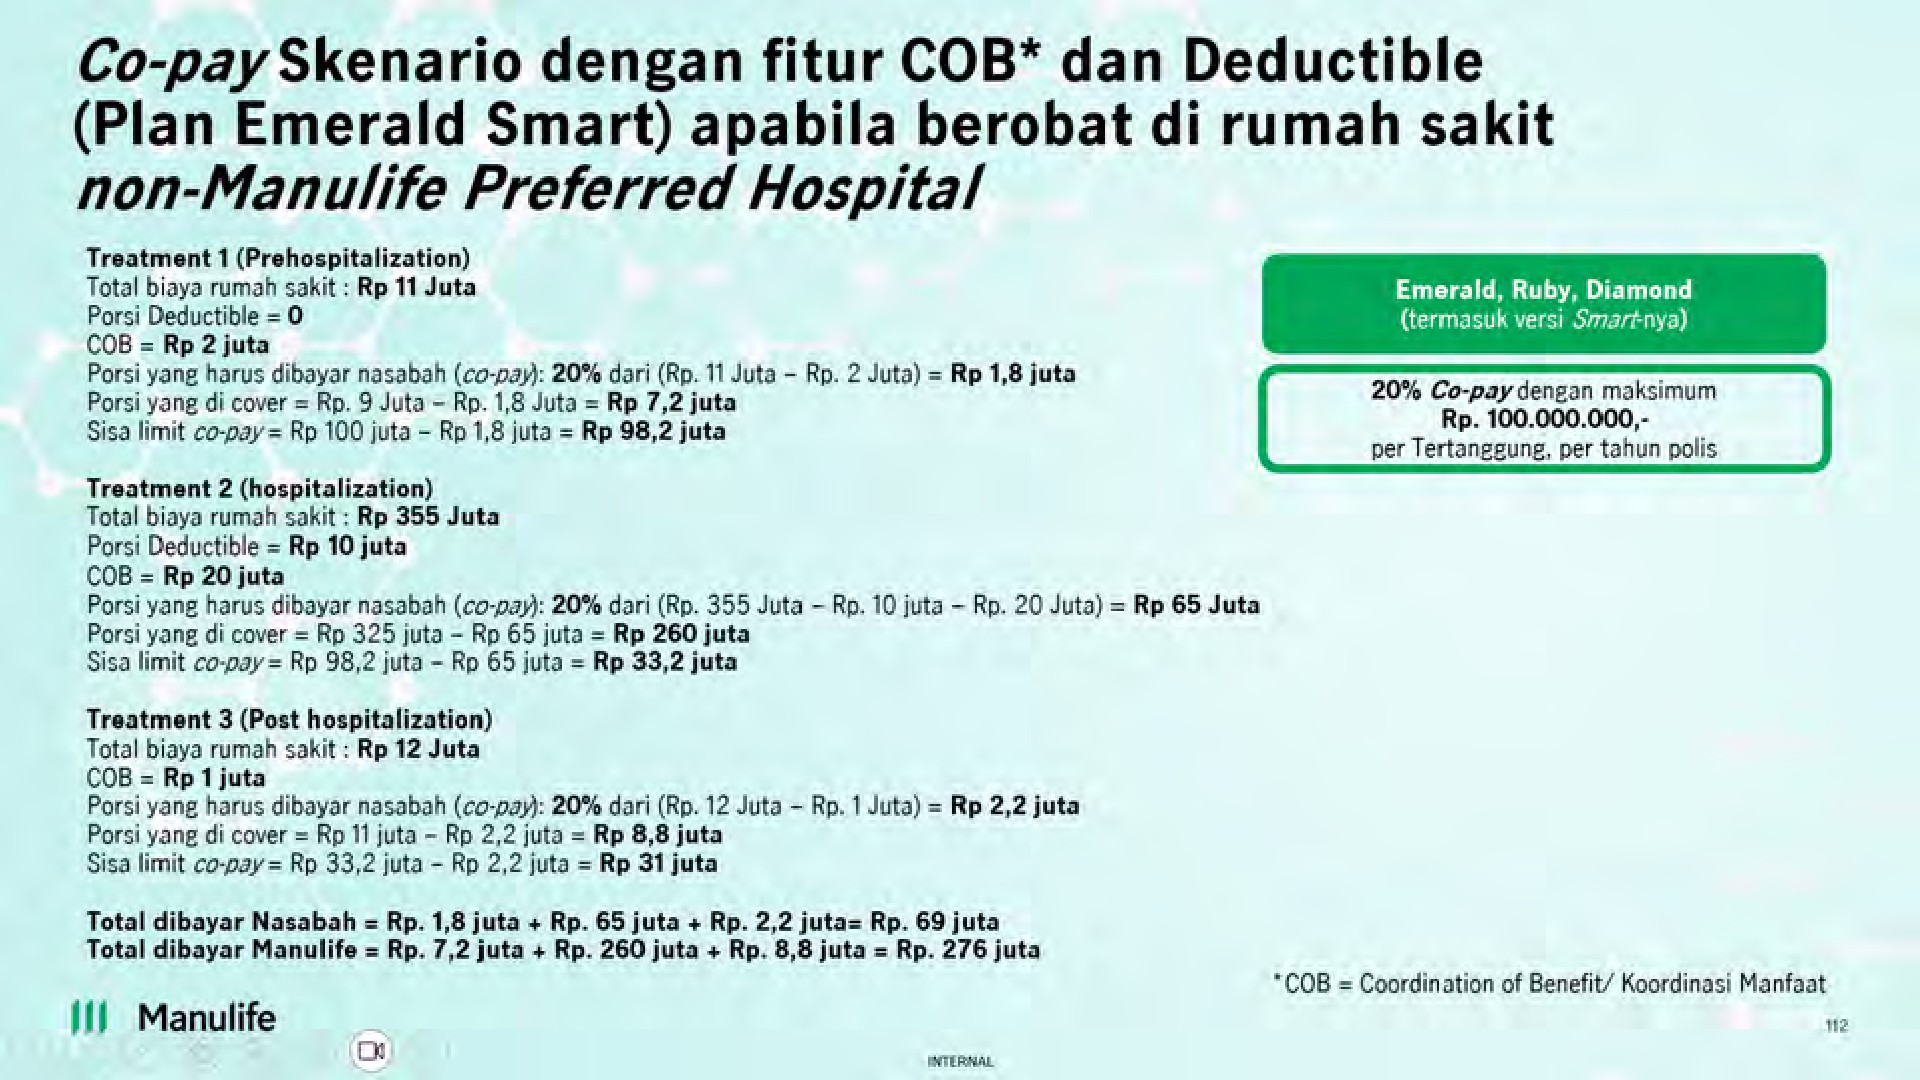 Co-pay Skenario dengan fitur COB* dan Deductible
(Plan Emerald Smart) apabila berobat di rumah sakit
non-Manulife Preferred Hospital
Treatment 1 (Prehospitalization)
Total biaya rumah sakit : Rp 11 Juta
Porsi Deductible = 0
COB = Rp 2 juta
Porsi yang harus dibayar nasabah (co-pay): 20% dari (Rp. 11 Juta – Rp. 2 Juta) = Rp 1,8 juta
Porsi yang di cover = Rp. 9 Juta – Rp. 1,8 Juta = Rp 7,2 juta
Sisa limit co-pay = Rp 100 juta – Rp 1,8 juta = Rp 98,2 juta
Treatment 2 (hospitalization)
Total biaya rumah sakit : Rp 355 Juta
Porsi Deductible = Rp 10 juta
COB = Rp 20 juta
Porsi yang harus dibayar nasabah (co-pay): 20% dari (Rp. 355 Juta – Rp. 10 juta – Rp. 20 Juta) = Rp 65 Juta
Porsi yang di cover = Rp 325 juta – Rp 65 juta = Rp 260 juta
Sisa limit co-pay = Rp 98,2 juta – Rp 65 juta = Rp 33,2 juta
Treatment 3 (Post hospitalization)
Total biaya rumah sakit : Rp 12 Juta
COB = Rp 1 juta
Porsi yang harus dibayar nasabah (co-pay): 20% dari (Rp. 12 Juta – Rp. 1 Juta) = Rp 2,2 juta
Porsi yang di cover = Rp 11 juta – Rp 2,2 juta = Rp 8,8 juta
Sisa limit co-pay = Rp 33,2 juta – Rp 2,2 juta = Rp 31 juta
Total dibayar Nasabah = Rp. 1,8 juta + Rp. 65 juta + Rp. 2,2 juta= Rp. 69 juta
Total dibayar Manulife = Rp. 7,2 juta + Rp. 260 juta + Rp. 8,8 juta = Rp. 276 juta
Emerald, Ruby, Diamond
(termasuk versi Smart-nya)
20% Co-pay dengan maksimum
Rp. 100.000.000,-
per Tertanggung, per tahun polis
*COB = Coordination of Benefit/ Koordinasi Manfaat
Manulife
112
INTERNAL